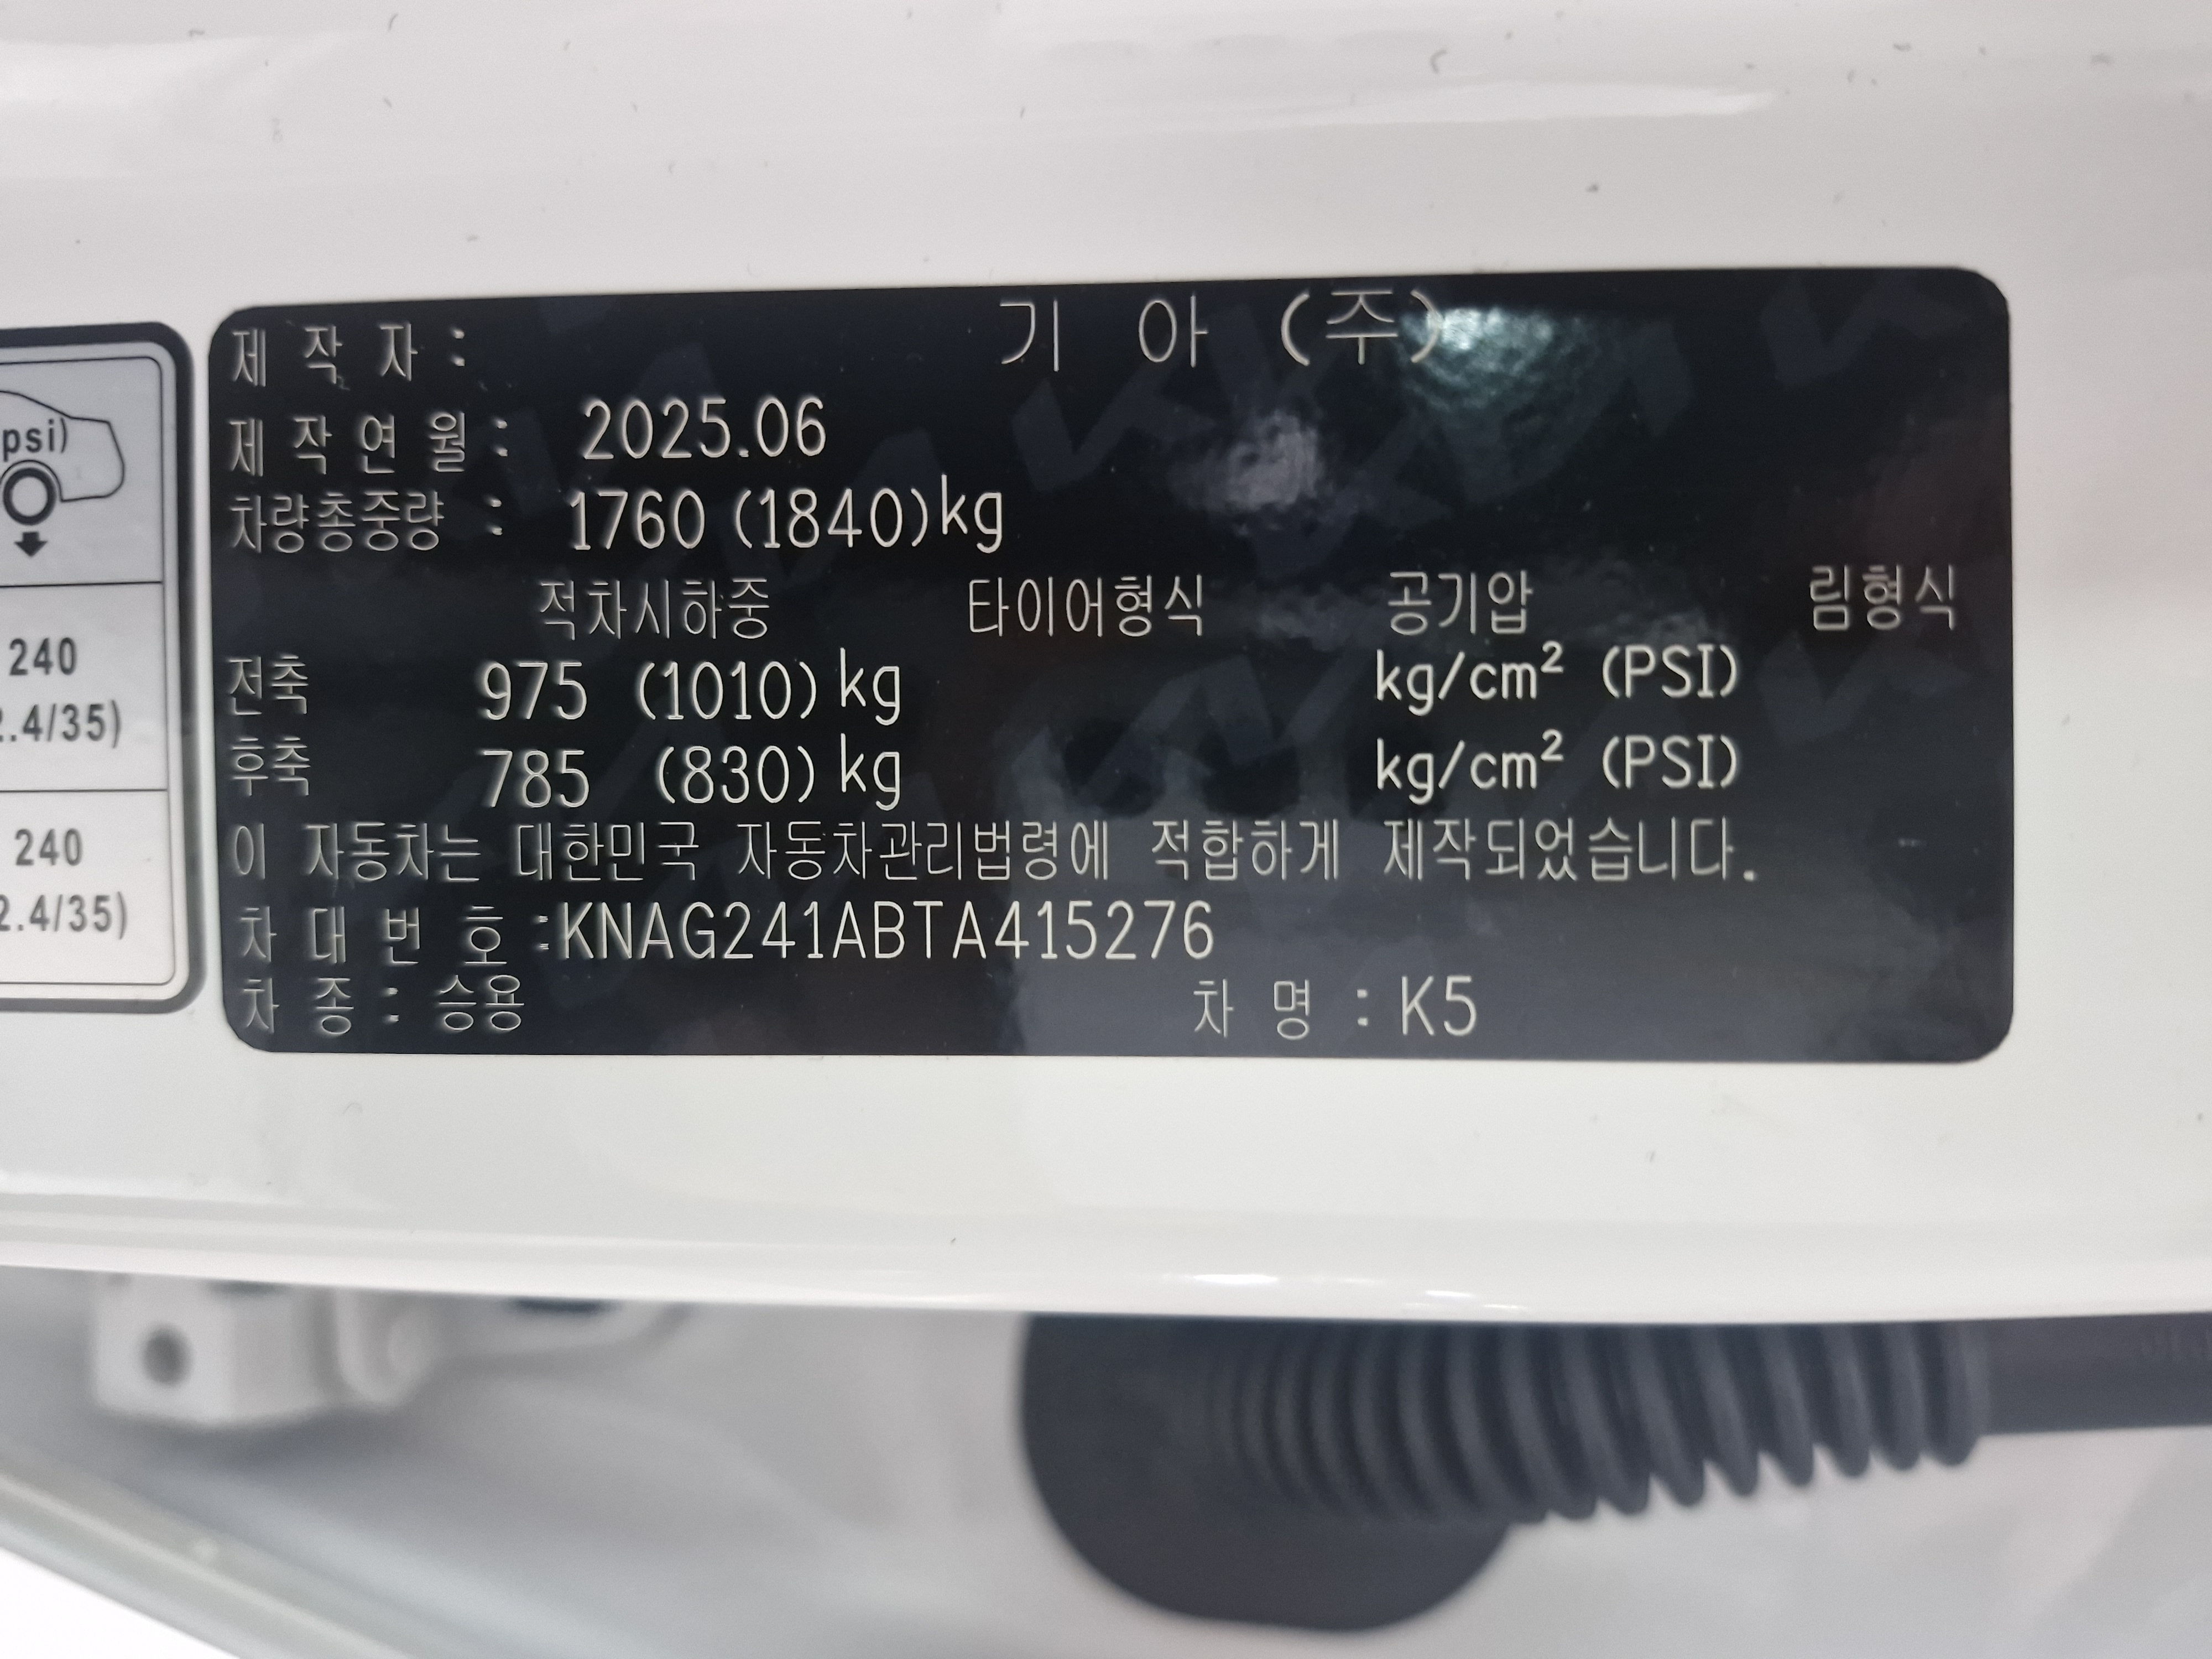 psi)
240
2.4/35)
240
2.4/35)
제 작 자 : 기 아 (주)
제 작 연 월 : 2025.06
차량총중량 : 1760 (1840)kg
적차시하중 타이어형식 공기압 림형식
전축 975 (1010) kg kg/cm² (PSI)
후축 785 (830) kg kg/cm² (PSI)
이 자동차는 대한민국 자동차관리법령에 적합하게 제작되었습니다.
차 대 번 호 :KNAG241ABTA415276
차 종 : 승용 차 명 : K5